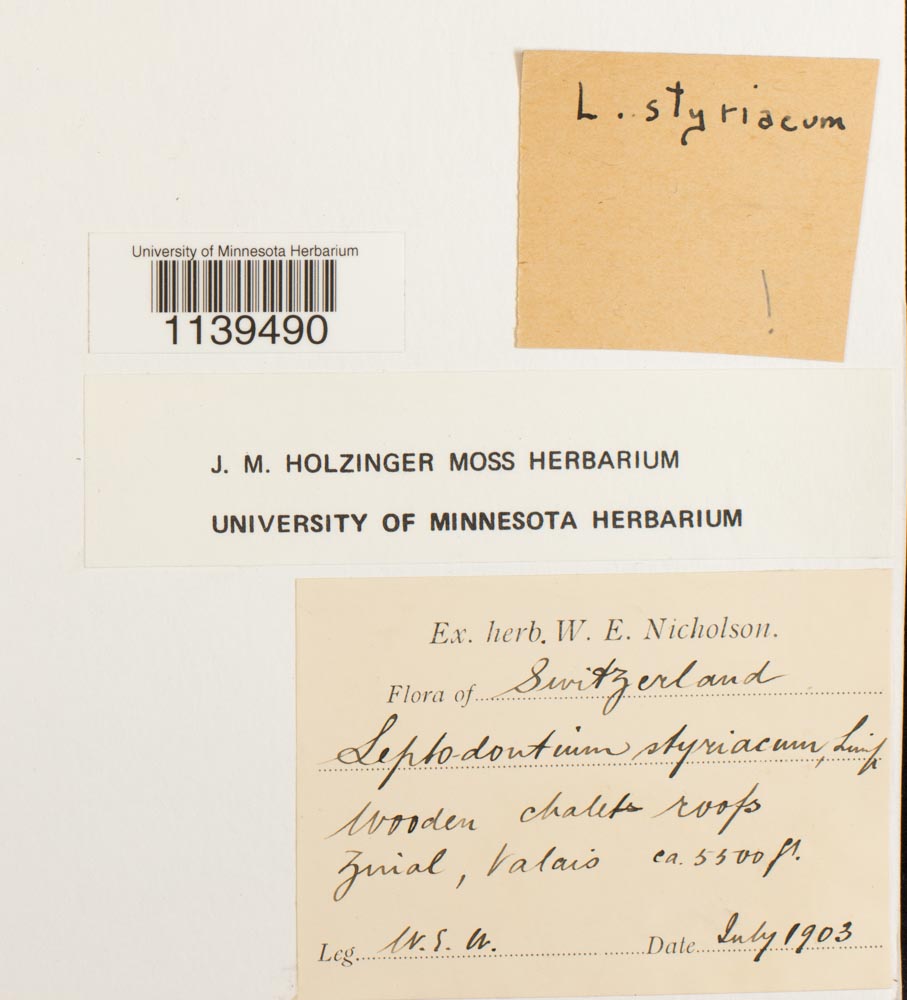 L. styriacum
!
University of Minnesota Herbarium
1139490
J. M. HOLZINGER MOSS HERBARIUM
UNIVERSITY OF MINNESOTA HERBARIUM
Ex. herb. W. E. Nicholson.
Flora of Switzerland
Leptodontium styriacum, Limp
Wooden chalet roofs
Zinal, Valais ca. 5500 ft.
Leg. W. E. N. Date July 1903